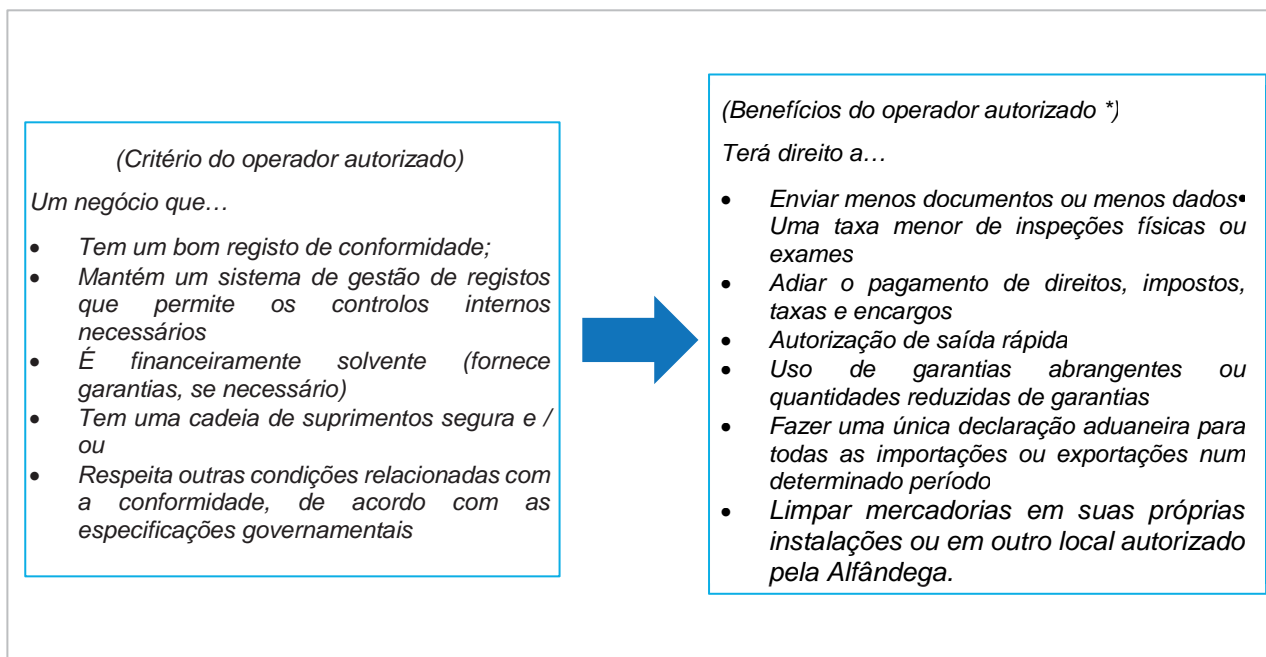 (Critério do operador autorizado)
Um negócio que…
• Tem um bom registo de conformidade;
• Mantém um sistema de gestão de registos
que permite os controlos internos
necessários
• É financeiramente solvente (fornece
garantias, se necessário)
• Tem uma cadeia de suprimentos segura e /
ou
• Respeita outras condições relacionadas com
a conformidade, de acordo com as
especificações governamentais
(Benefícios do operador autorizado *)
Terá direito a…
• Enviar menos documentos ou menos dados•
Uma taxa menor de inspeções físicas ou
exames
• Adiar o pagamento de direitos, impostos,
taxas e encargos
• Autorização de saída rápida
• Uso de garantias abrangentes ou
quantidades reduzidas de garantias
• Fazer uma única declaração aduaneira para
todas as importações ou exportações num
determinado período
• Limpar mercadorias em suas próprias
instalações ou em outro local autorizado
pela Alfândega.